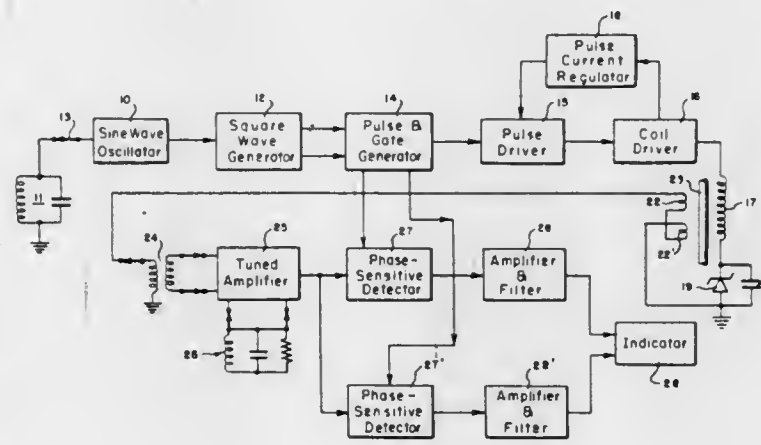 18
Pulse
Current
Regulator
10
12
14
15
16
13
Sine Wave
Oscillator
Square
Wave
Generator
Pulse &
Gate
Generator
Pulse
Driver
Coil
Driver
11
23
22
17
22'
24
25
27
28
Tuned
Amplifier
Phase-
Sensitive
Detector
Amplifier
&
Filter
19
26
Indicator
27'
28'
Phase-
Sensitive
Detector
Amplifier
&
Filter